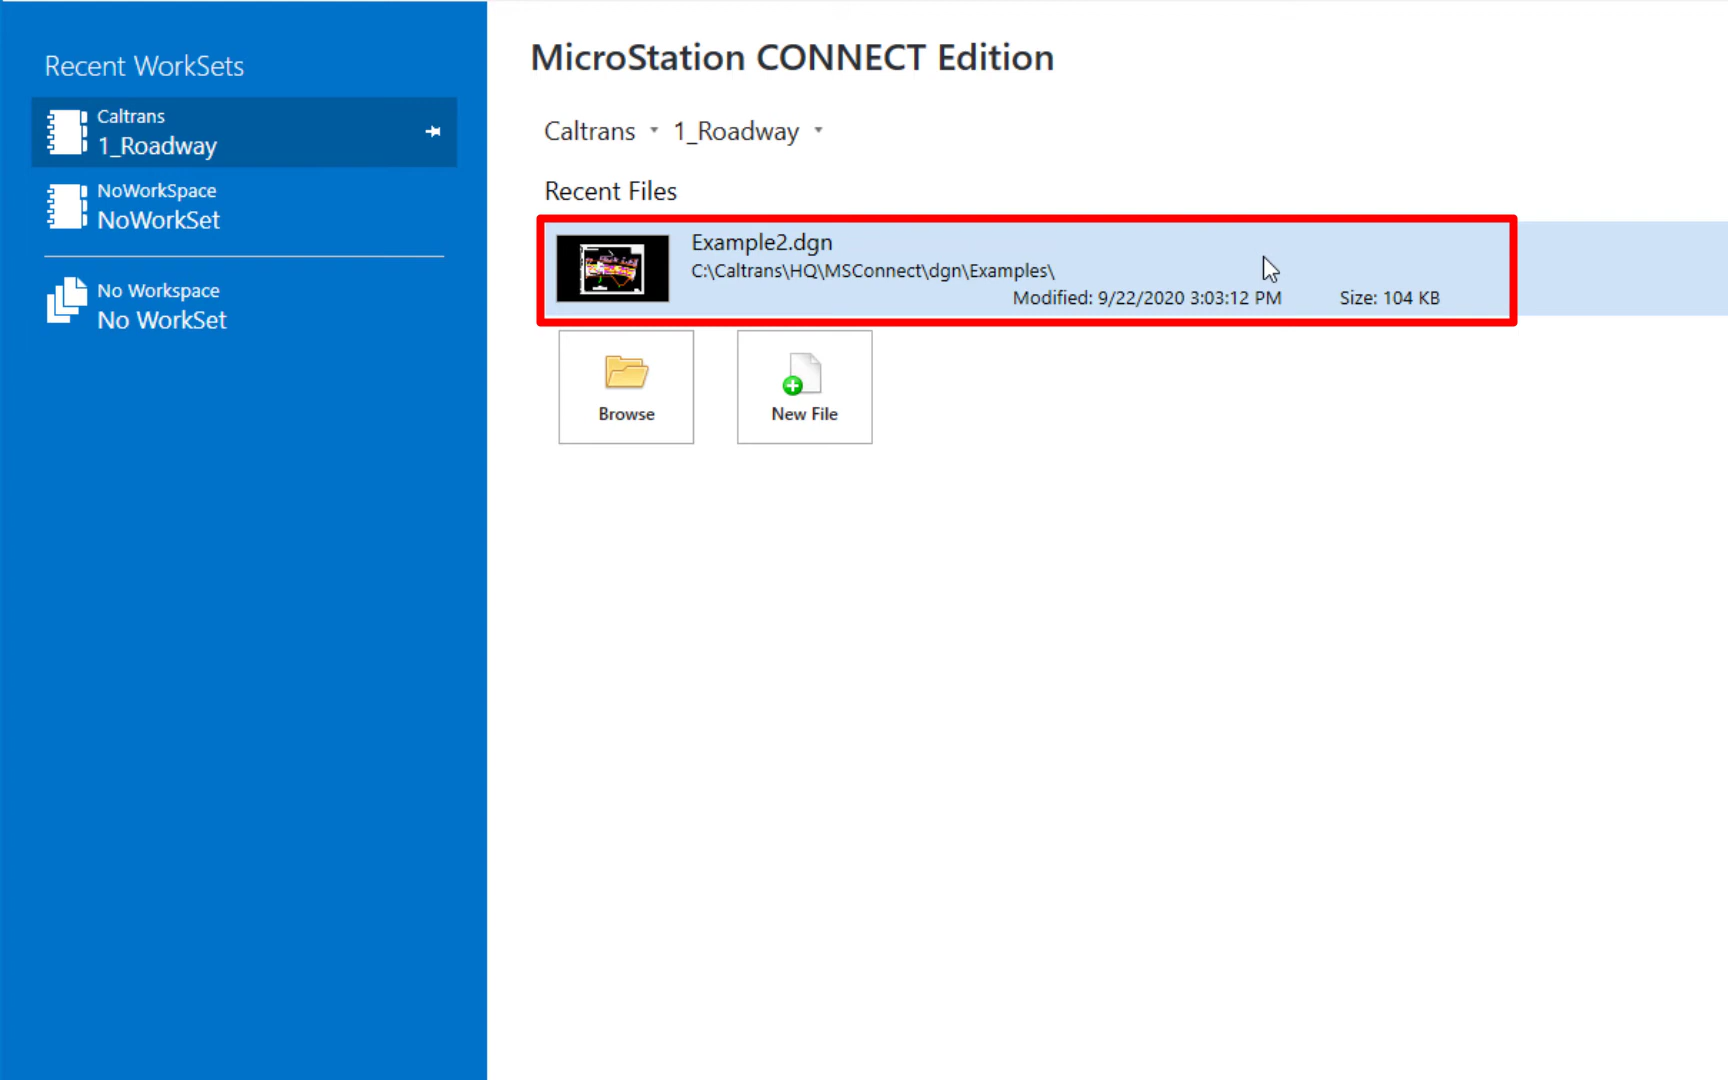 Recent WorkSets
Caltrans
1_Roadway
NoWorkSpace
NoWorkSet
No Workspace
No WorkSet
MicroStation CONNECT Edition
Caltrans 1_Roadway
Recent Files
Example2.dgn
C:\Caltrans\HQ\MSConnect\dgn\Examples\
Modified: 9/22/2020 3:03:12 PM Size: 104 KB
Browse New File